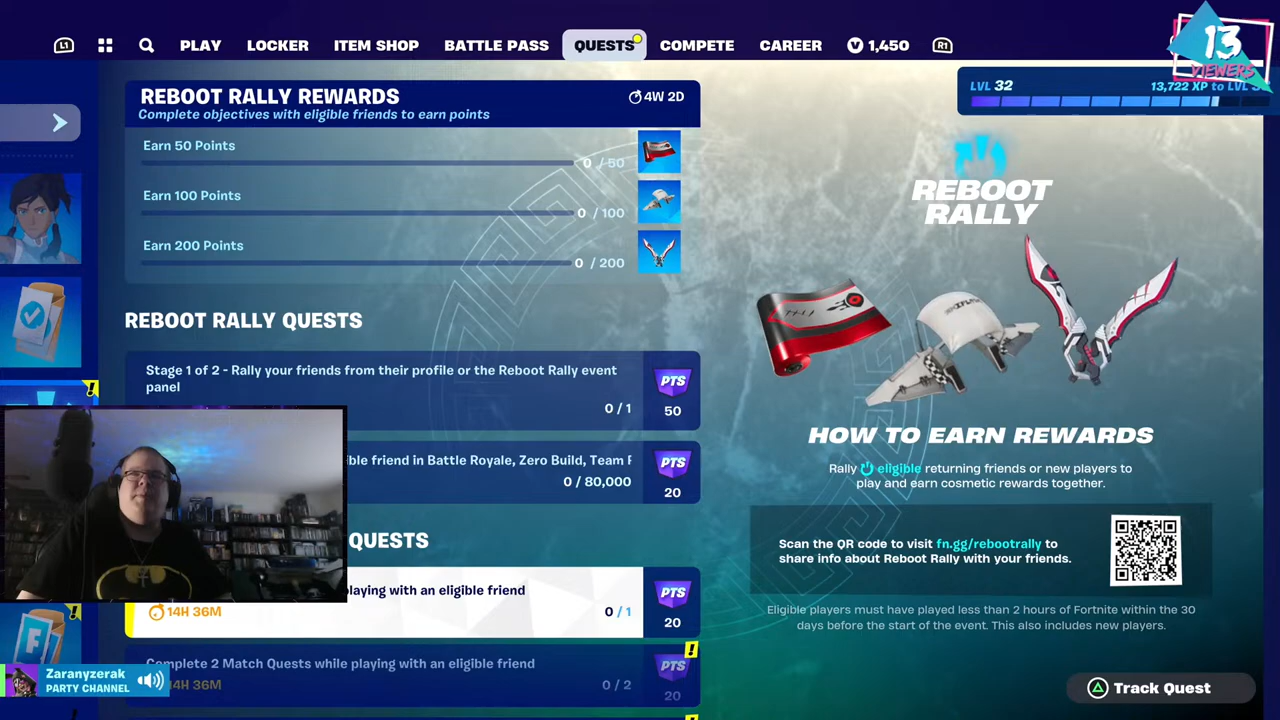 L1
PLAY
LOCKER
ITEM SHOP
BATTLE PASS
QUESTS
COMPETE
CAREER
V 1,450
R1
13
VIEWERS
LVL 32
13,722 XP to LVL
REBOOT RALLY REWARDS
4W 2D
Complete objectives with eligible friends to earn points
Earn 50 Points
0 / 50
Earn 100 Points
0 / 100
Earn 200 Points
0 / 200
REBOOT RALLY QUESTS
Stage 1 of 2 - Rally your friends from their profile or the Reboot Rally event
panel
0 / 1
PTS
50
ible friend in Battle Royale, Zero Build, Team
0 / 80,000
PTS
20
QUESTS
playing with an eligible friend
14H 36M
0 / 1
PTS
20
Complete 2 Match Quests while playing with an eligible friend
14H 36M
0 / 2
PTS
20
REBOOT
RALLY
HOW TO EARN REWARDS
Rally eligible returning friends or new players to
play and earn cosmetic rewards together.
Scan the QR code to visit fn.gg/rebootrally to
share info about Reboot Rally with your friends.
Eligible players must have played less than 2 hours of Fortnite within the 30
days before the start of the event. This also includes new players.
Track Quest
Zaranyzerak
PARTY CHANNEL